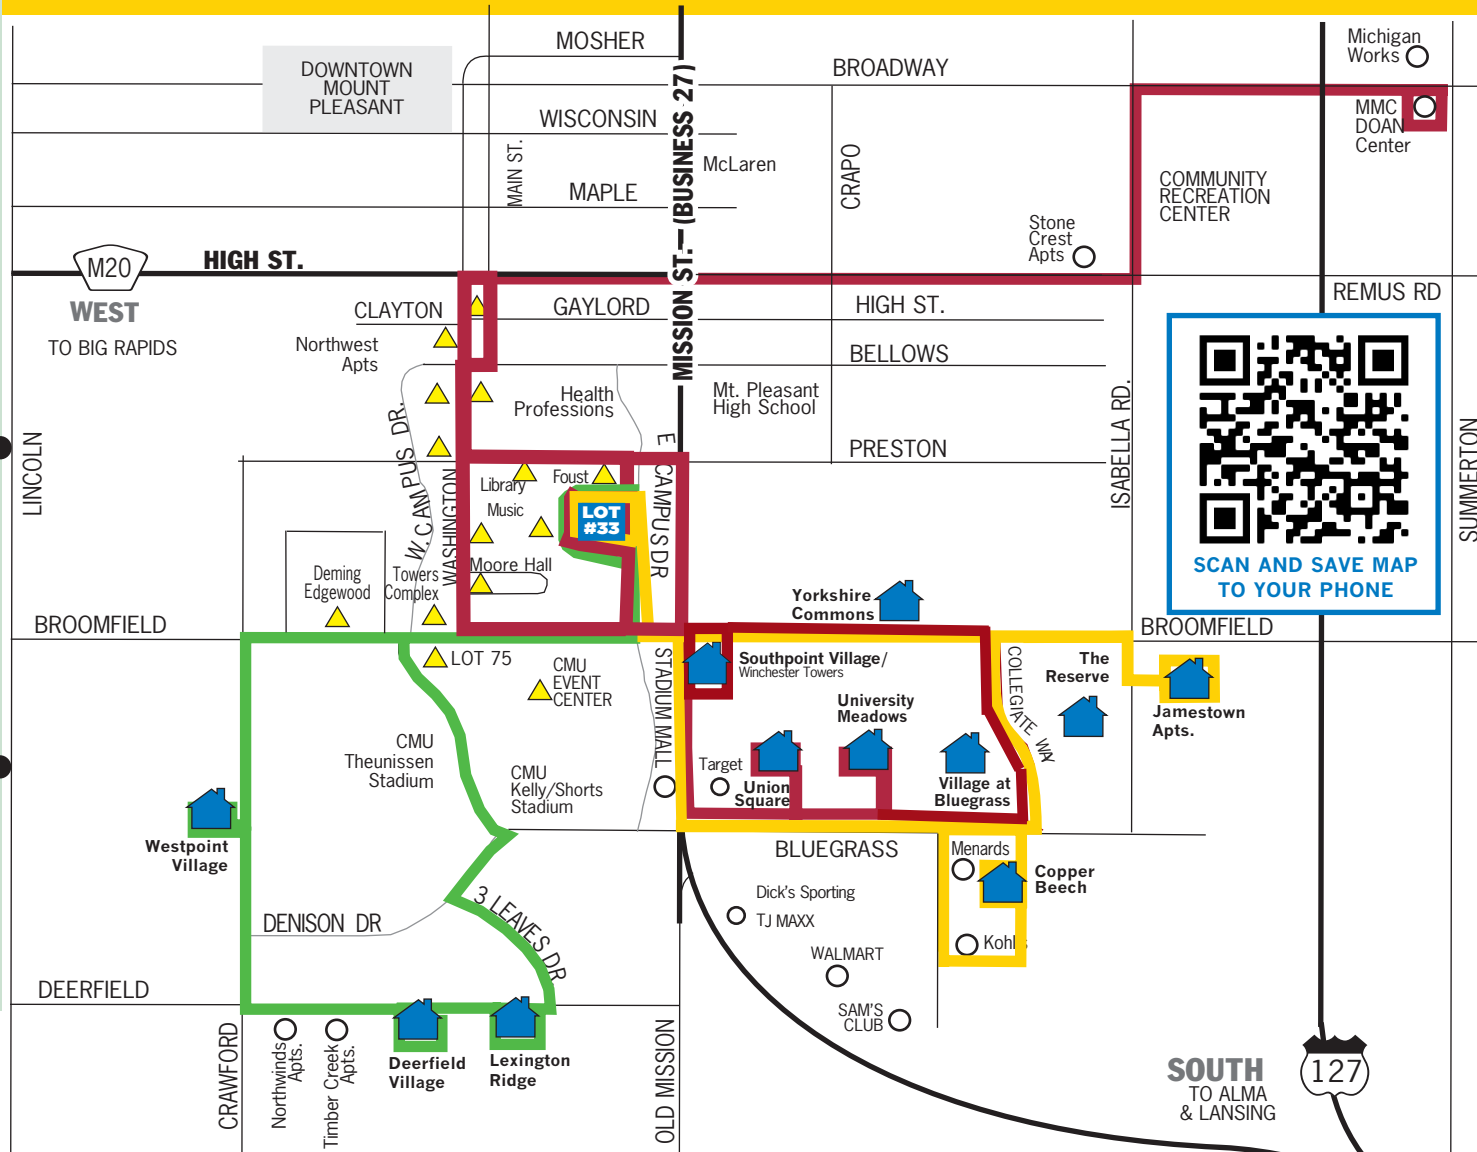 MOSHER
DOWNTOWN
MOUNT
PLEASANT
BROADWAY
Michigan
Works
WISCONSIN
MAIN ST.
MISSION ST. – (BUSINESS 27)
McLaren
MAPLE
CRAPO
MMC
DOAN
Center
COMMUNITY
RECREATION
CENTER
Stone
Crest
Apts
M20
HIGH ST.
WEST
TO BIG RAPIDS
CLAYTON
GAYLORD
HIGH ST.
REMUS RD
Northwest
Apts
BELLOWS
Health
Professions
Mt. Pleasant
High School
ISABELLA RD.
LINCOLN
W. CAMPUS DR.
WASHINGTON
E CAMPUS DR
PRESTON
SUMMERTON
Library
Foust
Music
LOT
#33
Moore Hall
Deming
Edgewood
Towers
Complex
SCAN AND SAVE MAP
TO YOUR PHONE
Yorkshire
Commons
BROOMFIELD
BROOMFIELD
LOT 75
CMU
EVENT
CENTER
STADIUM MALL
Southpoint Village/
Winchester Towers
COLLEGIATE WAY
The
Reserve
University
Meadows
Jamestown
Apts.
CMU
Theunissen
Stadium
CMU
Kelly/Shorts
Stadium
Target
Union
Square
Village at
Bluegrass
Westpoint
Village
BLUEGRASS
Menards
Copper
Beech
Dick's Sporting
TJ MAXX
3 LEAVES DR
DENISON DR
Kohls
WALMART
DEERFIELD
SAM'S
CLUB
CRAWFORD
Northwinds
Apts.
Timber Creek
Apts.
Deerfield
Village
Lexington
Ridge
OLD MISSION
SOUTH
TO ALMA
& LANSING
127